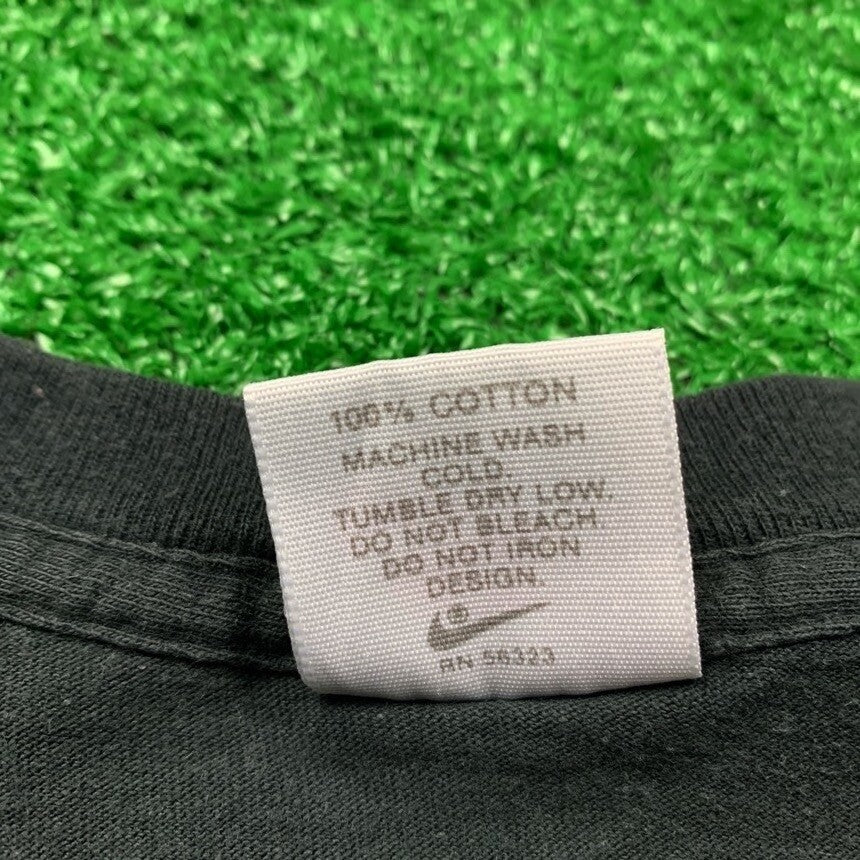 100% COTTON
MACHINE WASH
COLD.
TUMBLE DRY LOW.
DO NOT BLEACH.
DO NOT IRON
DESIGN.
®
RN 56323